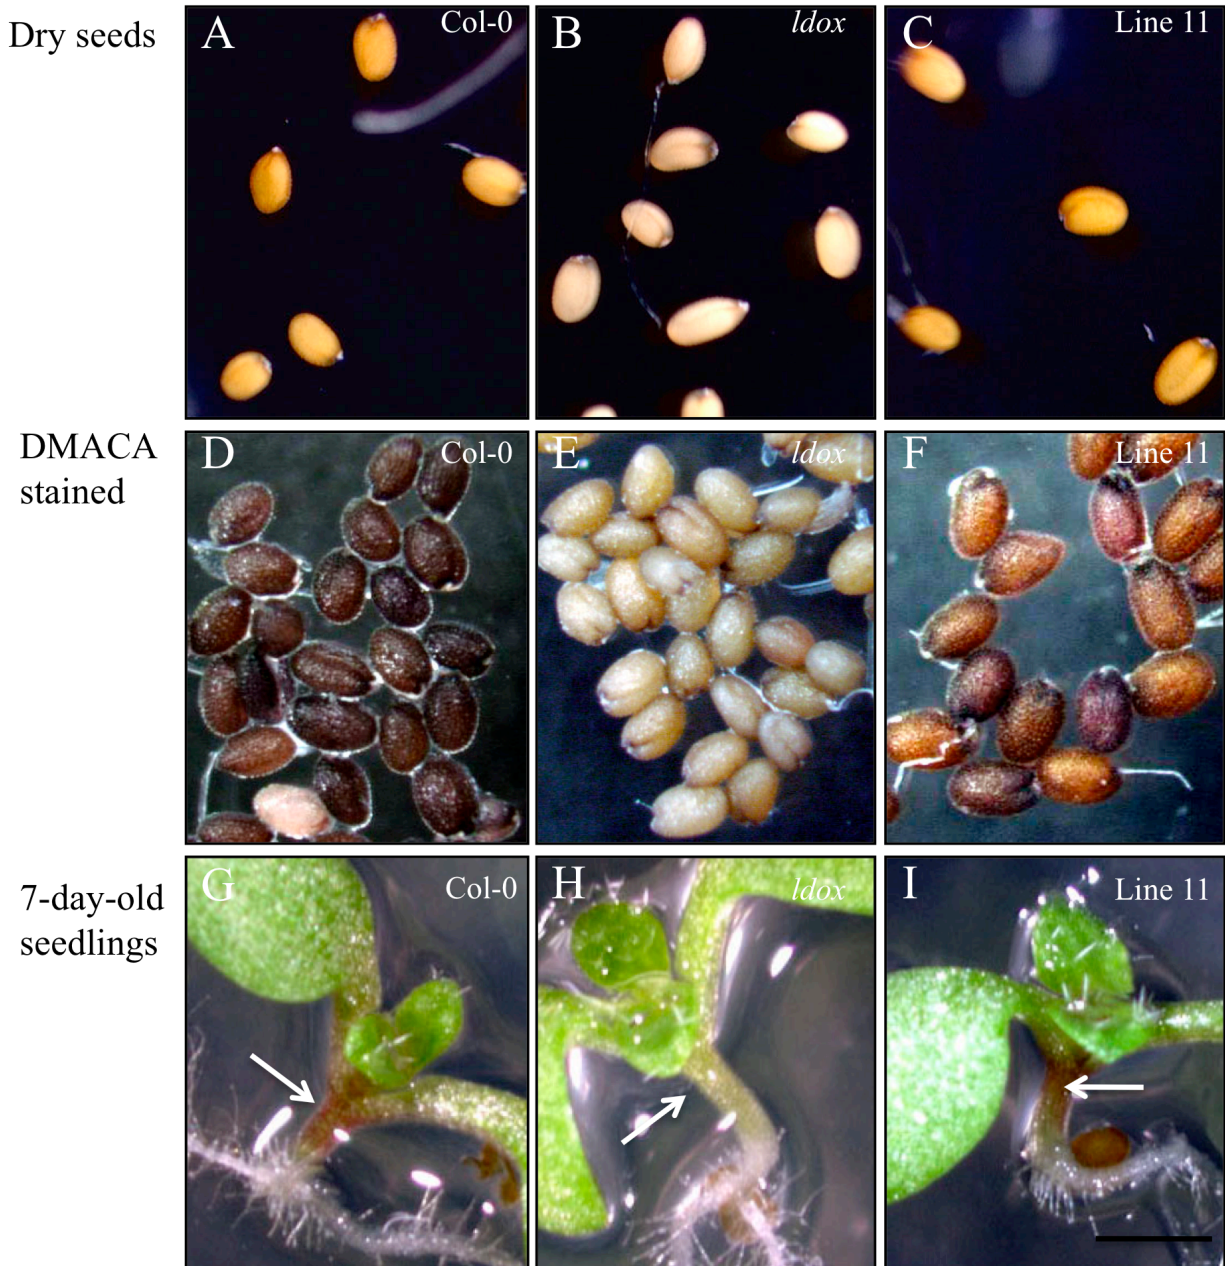 Dry seeds
A
Col-0
B
ldox
C
Line 11
DMACA
stained
D
Col-0
E
ldox
F
Line 11
7-day-old
seedlings
G
Col-0
H
ldox
I
Line 11